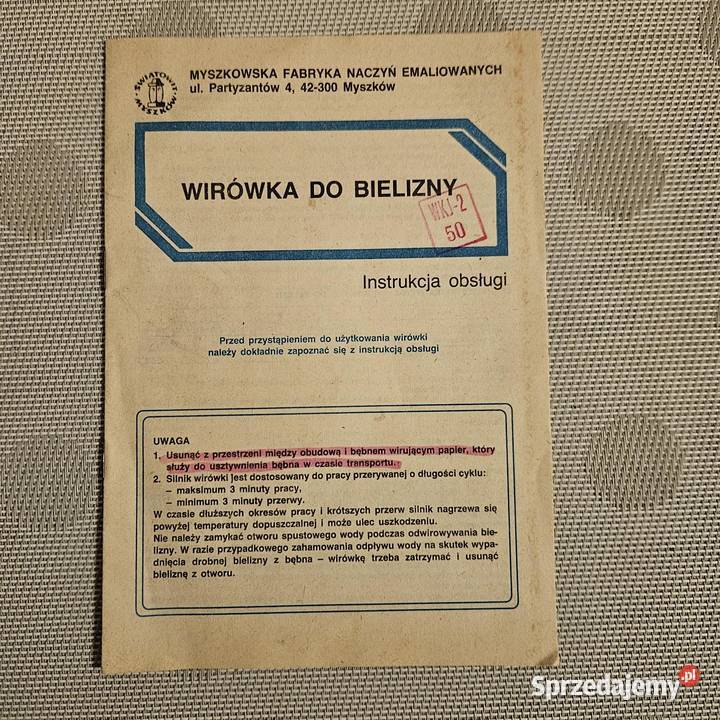 ŚWIATOWIT
MYSZKÓW
MYSZKOWSKA FABRYKA NACZYŃ EMALIOWANYCH
ul. Partyzantów 4, 42-300 Myszków
WIRÓWKA DO BIELIZNY
WKJ-2
50
Instrukcja obsługi
Przed przystąpieniem do użytkowania wirówki
należy dokładnie zapoznać się z instrukcją obsługi
UWAGA
1. Usunąć z przestrzeni między obudową i bębnem wirującym papier, który
służy do usztywnienia bębna w czasie transportu.
2. Silnik wirówki jest dostosowany do pracy przerywanej o długości cyklu:
– maksimum 3 minuty pracy,
– minimum 3 minuty przerwy.
W czasie dłuższych okresów pracy i krótszych przerw silnik nagrzewa się
powyżej temperatury dopuszczalnej i może ulec uszkodzeniu.
Nie należy zamykać otworu spustowego wody podczas odwirowywania bie-
lizny. W razie przypadkowego zahamowania odpływu wody na skutek wypa-
dnięcia drobnej bielizny z bębna – wirówkę trzeba zatrzymać i usunąć
bieliznę z otworu.
Sprzedajemy.pl